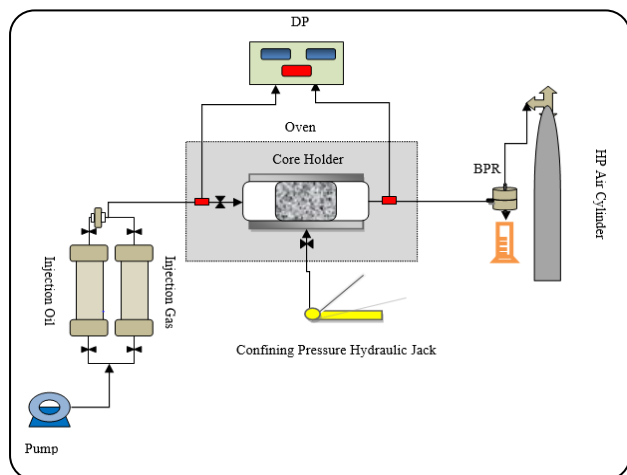 DP
Oven
Core Holder
BPR
HP Air Cylinder
Injection Oil
Injection Gas
Confining Pressure Hydraulic Jack
Pump